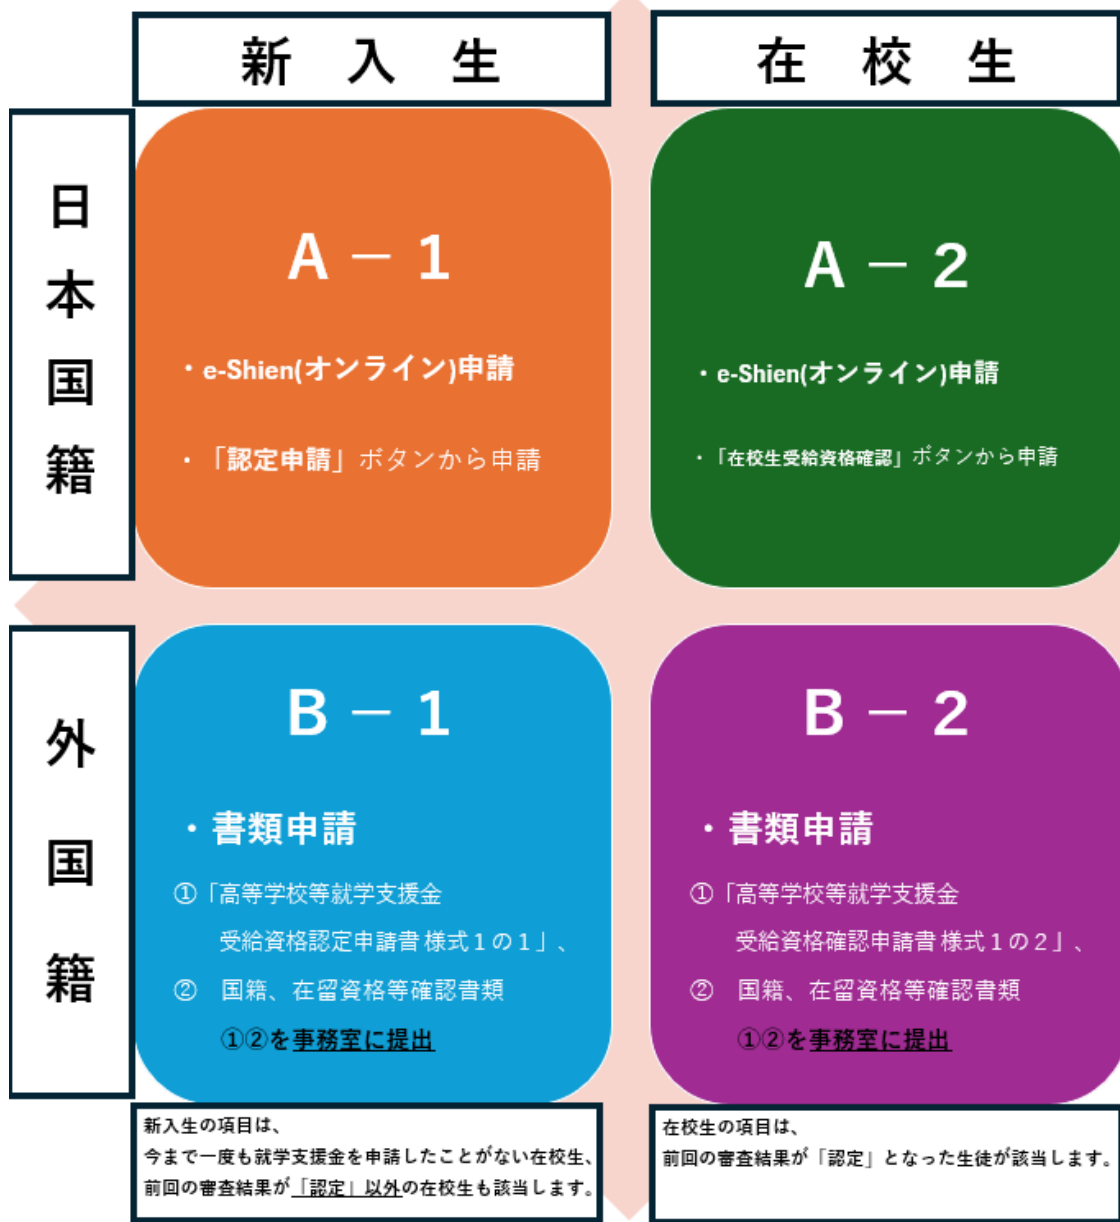 新　入　生
在　校　生
日本国籍
A－1
・e-Shien(オンライン)申請
・「認定申請」ボタンから申請
A－2
・e-Shien(オンライン)申請
・「在校生受給資格確認」ボタンから申請
外国籍
B－1
・書類申請
①「高等学校等就学支援金
受給資格認定申請書 様式１の１」、
②　国籍、在留資格等確認書類
①②を事務室に提出
B－2
・書類申請
①「高等学校等就学支援金
受給資格確認申請書 様式１の２」、
②　国籍、在留資格等確認書類
①②を事務室に提出
新入生の項目は、
今まで一度も就学支援金を申請したことがない在校生、
前回の審査結果が「認定」以外の在校生も該当します。
在校生の項目は、
前回の審査結果が「認定」となった生徒が該当します。